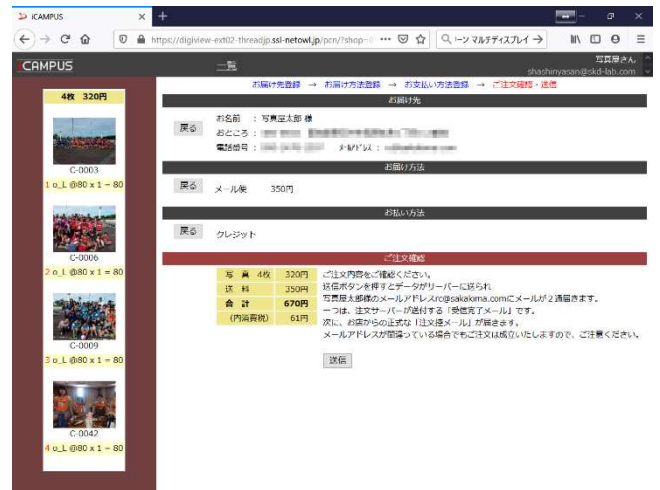 iCAMPUS
https://digiview-ext02-threadjp.ssl-netowl.jp/pcn/?shop=
レーン マルチディスプレイ
iCAMPUS
一覧
写真屋さん
shashinyasan@skd-lab.com
お届け先登録 → お届け方法登録 → お支払い方法登録 → ご注文確認・送信
4枚 320円
C-0003
1 o_L @80 x 1 = 80
C-0006
2 o_L @80 x 1 = 80
C-0009
3 o_L @80 x 1 = 80
C-0042
4 o_L @80 x 1 = 80
お届け先
戻る
お名前 : 写真屋太郎 様
おところ :
電話番号 : メールアドレス :
お届け方法
戻る
メール便 350円
お払い方法
戻る
クレジット
ご注文確認
写 真 4枚 320円
送 料 350円
合 計 670円
(内消費税) 61円
ご注文内容をご確認ください。
送信ボタンを押すとデータがリーバーに送られ
写真屋太郎様のメールアドレスrc@sakakima.comにメールが2通届きます。
一つは、注文サーバーが送付する「受信完了メール」です。
次に、お店からの正式な「注文控メール」が届きます。
メールアドレスが間違っている場合でもご注文は成立いたしますので、ご注意ください。
送信